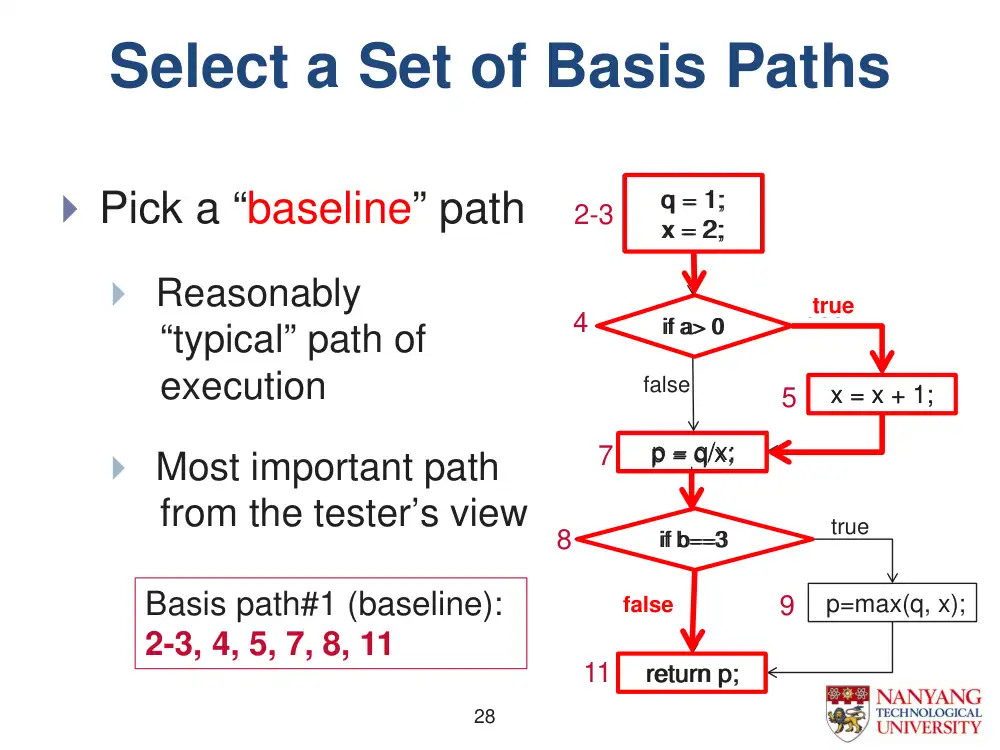 Select a Set of Basis Paths
Pick a “baseline” path
Reasonably
“typical” path of
execution
Most important path
from the tester’s view
Basis path#1 (baseline):
2-3, 4, 5, 7, 8, 11
2-3
q = 1;
x = 2;
4
if a> 0
true
false
5
x = x + 1;
7
p = q/x;
8
if b==3
true
false
9
p=max(q, x);
11
return p;
28
NANYANG
TECHNOLOGICAL
UNIVERSITY